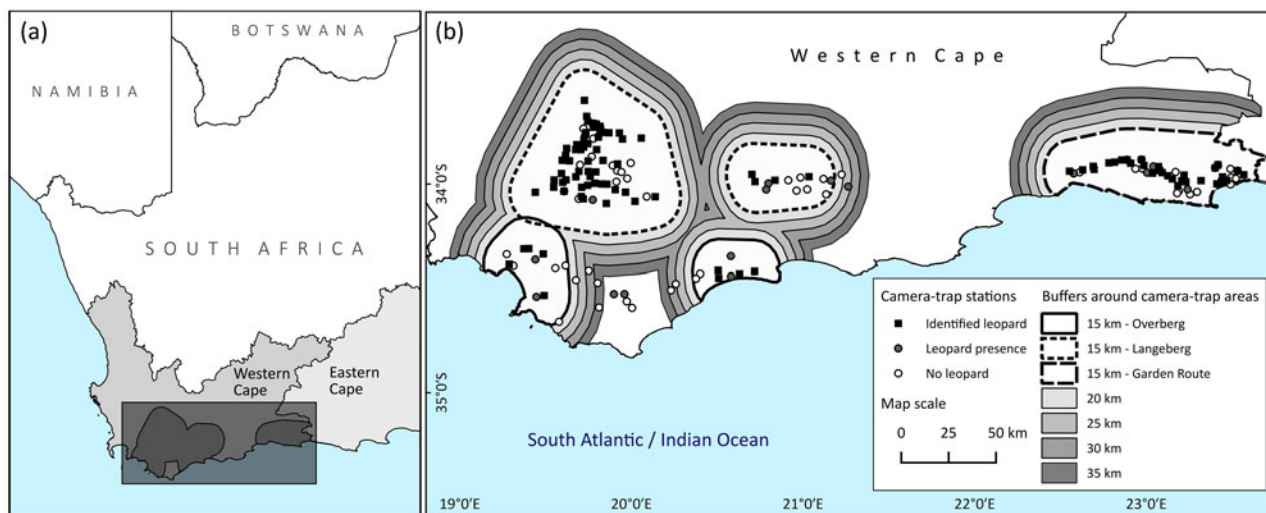 (a)
BOTSWANA
NAMIBIA
SOUTH AFRICA
Western
Cape
Eastern
Cape
(b)
Western Cape
34°0'S
35°0'S
South Atlantic / Indian Ocean
19°0'E
20°0'E
21°0'E
22°0'E
23°0'E
Camera-trap stations
Identified leopard
Leopard presence
No leopard
Map scale
0 25 50 km
Buffers around camera-trap areas
15 km - Overberg
15 km - Langeberg
15 km - Garden Route
20 km
25 km
30 km
35 km